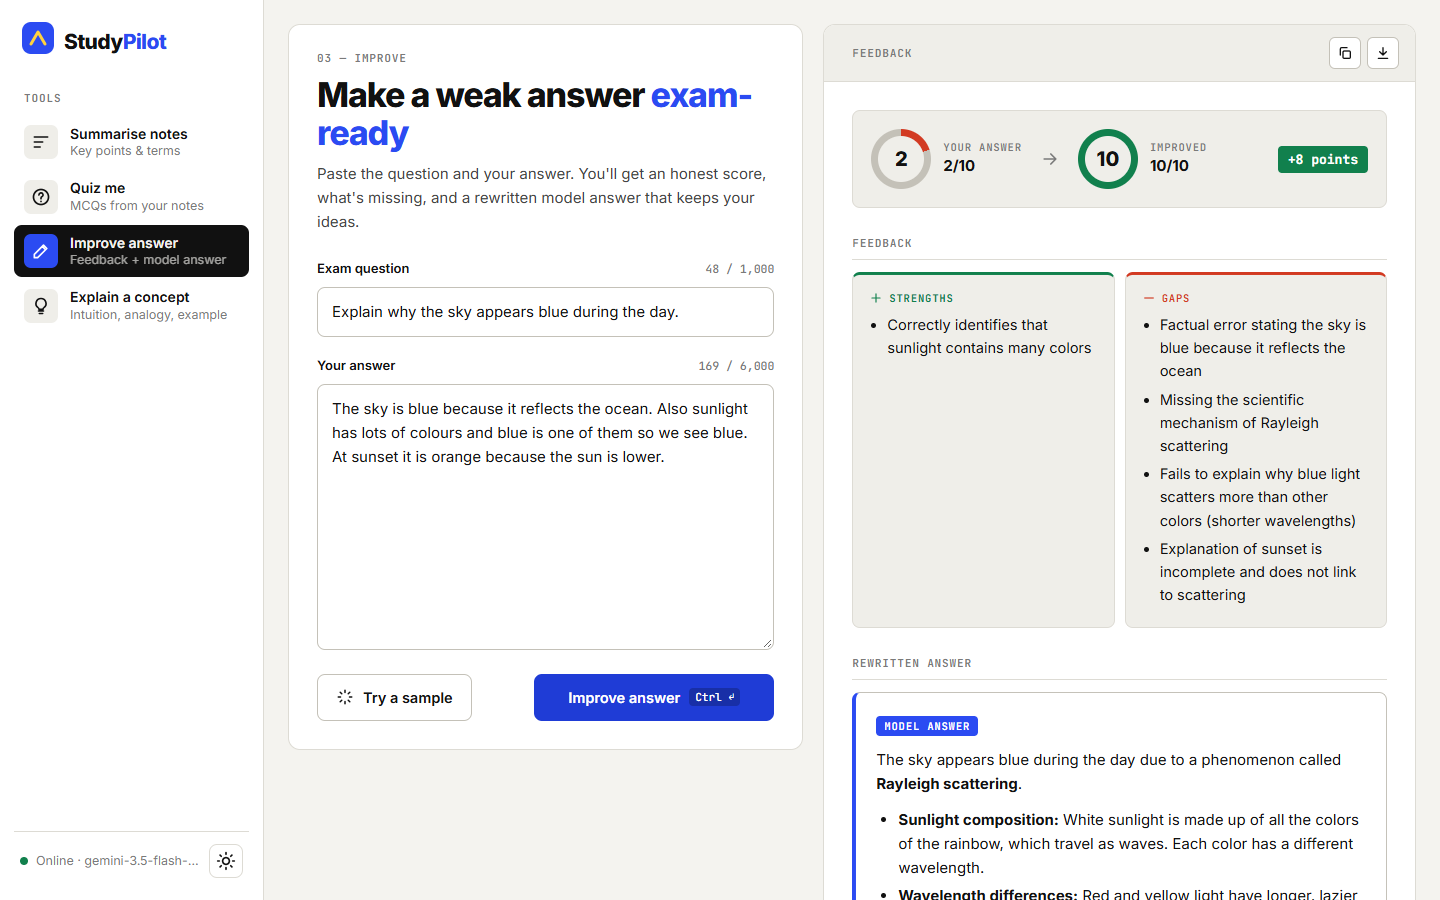 StudyPilot
TOOLS
Summarise notes
Key points & terms
Quiz me
MCQs from your notes
Improve answer
Feedback + model answer
Explain a concept
Intuition, analogy, example
Online · gemini-3.5-flash-...
03 — IMPROVE
Make a weak answer exam-
ready
Paste the question and your answer. You'll get an honest score,
what's missing, and a rewritten model answer that keeps your
ideas.
Exam question
48 / 1,000
Explain why the sky appears blue during the day.
Your answer
169 / 6,000
The sky is blue because it reflects the ocean. Also sunlight
has lots of colours and blue is one of them so we see blue.
At sunset it is orange because the sun is lower.
Try a sample
Improve answer Ctrl ⏎
FEEDBACK
2
YOUR ANSWER
2/10
→
10
IMPROVED
10/10
+8 points
FEEDBACK
+ STRENGTHS
• Correctly identifies that
sunlight contains many colors
— GAPS
• Factual error stating the sky is
blue because it reflects the
ocean
• Missing the scientific
mechanism of Rayleigh
scattering
• Fails to explain why blue light
scatters more than other
colors (shorter wavelengths)
• Explanation of sunset is
incomplete and does not link
to scattering
REWRITTEN ANSWER
MODEL ANSWER
The sky appears blue during the day due to a phenomenon called
Rayleigh scattering.
• Sunlight composition: White sunlight is made up of all the colors
of the rainbow, which travel as waves. Each color has a different
wavelength.
• Wavelength differences: Red and yellow light have longer, lazier